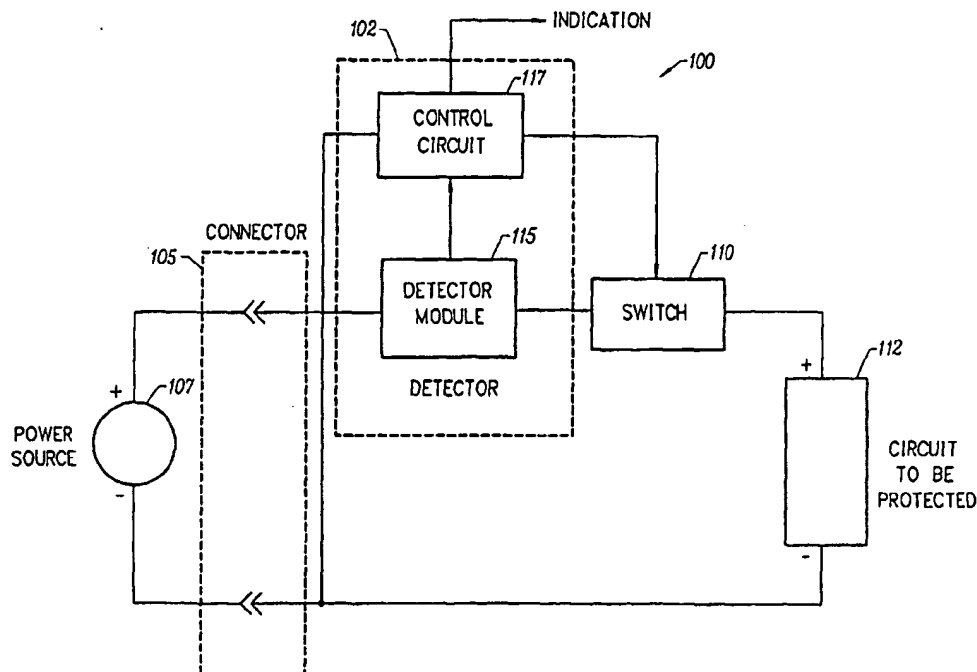 INDICATION
102
100
117
CONTROL
CIRCUIT
CONNECTOR
105
115
110
DETECTOR
MODULE
SWITCH
112
+
107
+
DETECTOR
POWER
SOURCE
-
CIRCUIT
TO BE
PROTECTED
-